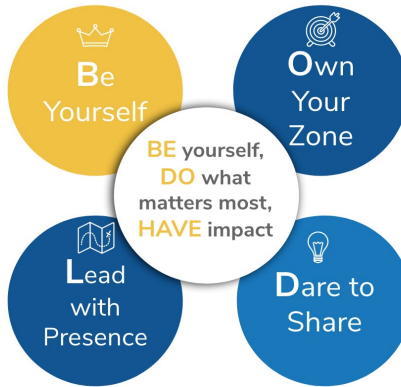 Be
Yourself
Own
Your
Zone
BE yourself,
DO what
matters most,
HAVE impact
Lead
with
Presence
Dare to
Share